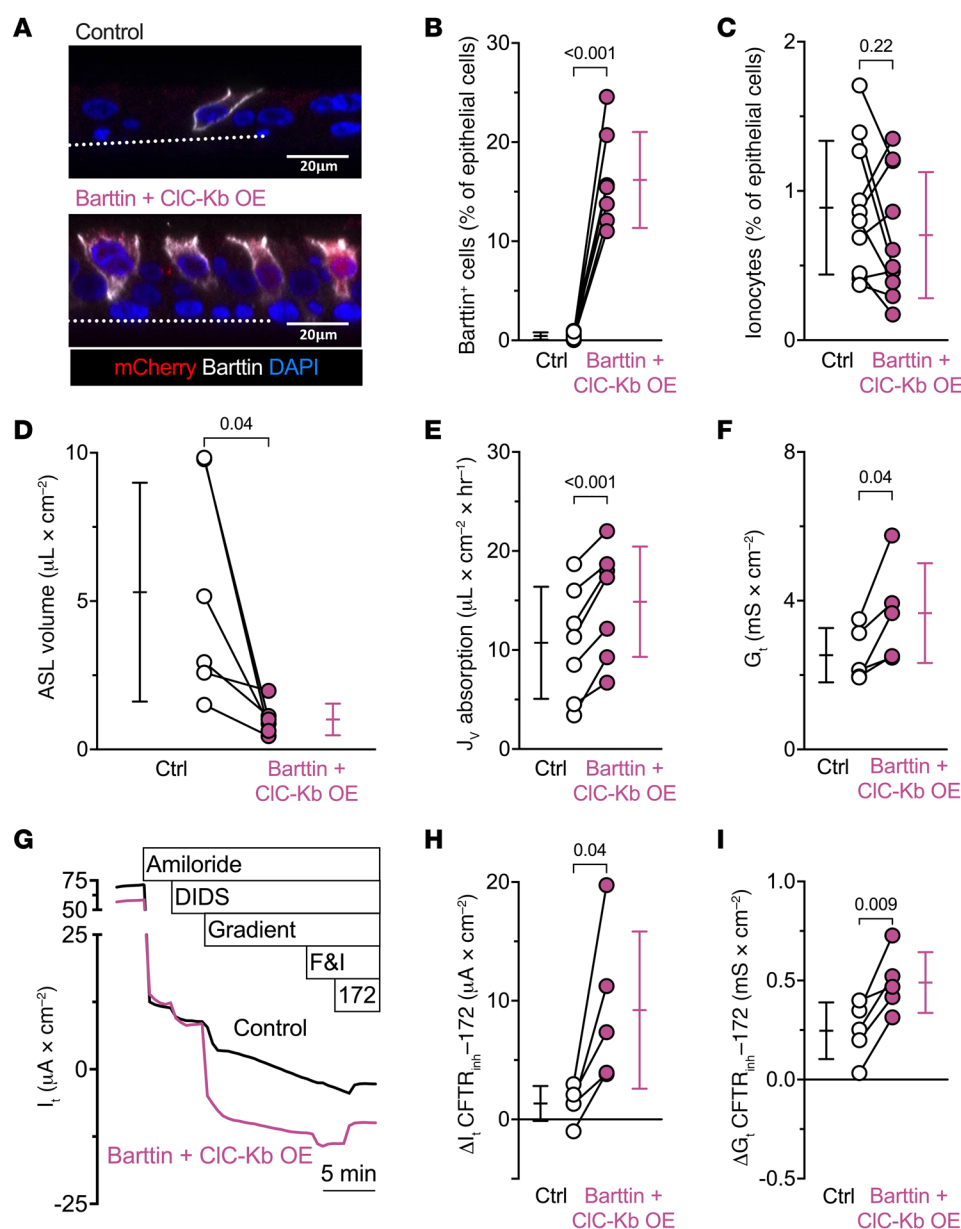 A
Control
20µm
Barttin + ClC-Kb OE
20µm
mCherry Barttin DAPI
B
Barttin⁺ cells (% of epithelial cells)
30
20
10
0
<0.001
Ctrl
Barttin +
ClC-Kb OE
C
Ionocytes (% of epithelial cells)
2
1
0
0.22
Ctrl
Barttin +
ClC-Kb OE
D
ASL volume (µL × cm⁻²)
10
5
0
0.04
Ctrl
Barttin +
ClC-Kb OE
E
Jᵥ absorption (µL × cm⁻² × hr⁻¹)
30
20
10
0
<0.001
Ctrl
Barttin +
ClC-Kb OE
F
Gₜ (mS × cm⁻²)
8
4
0
0.04
Ctrl
Barttin +
ClC-Kb OE
G
Iₜ (µA × cm⁻²)
75
50
25
0
-25
Amiloride
DIDS
Gradient
F&I
172
Control
Barttin + ClC-Kb OE
5 min
H
ΔIₜ CFTRinh−172 (µA × cm⁻²)
20
10
0
0.04
Ctrl
Barttin +
ClC-Kb OE
I
ΔGₜ CFTRinh−172 (mS × cm⁻²)
1.0
0.5
0.0
-0.5
0.009
Ctrl
Barttin +
ClC-Kb OE